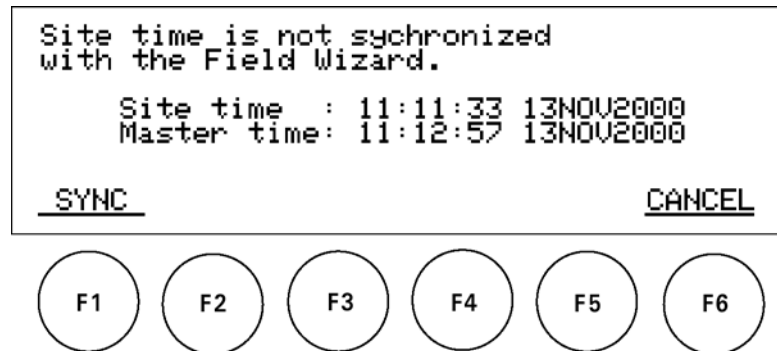 Site time is not sychronized
with the Field Wizard.
Site time : 11:11:33 13NOV2000
Master time: 11:12:57 13NOV2000
SYNC CANCEL
F1 F2 F3 F4 F5 F6